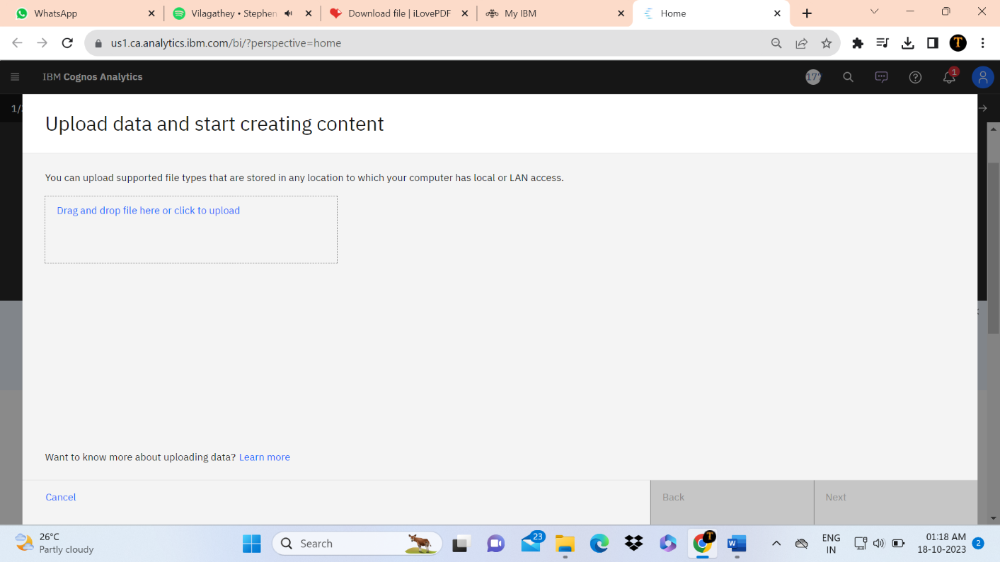 WhatsApp
Vilagathey • Stephen
Download file | iLovePDF
My IBM
Home
us1.ca.analytics.ibm.com/bi/?perspective=home
IBM Cognos Analytics
1
1/
Upload data and start creating content
You can upload supported file types that are stored in any location to which your computer has local or LAN access.
Drag and drop file here or click to upload
Want to know more about uploading data? Learn more
Cancel
Back
Next
26°C
Partly cloudy
Search
23
ENG
IN
01:18 AM
18-10-2023
2